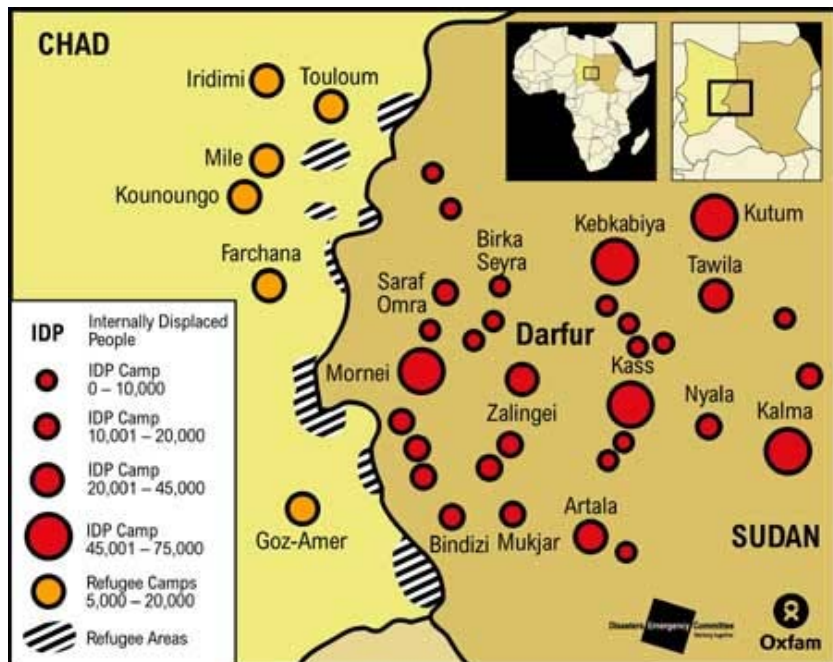 CHAD
Iridimi
Touloum
Mile
Kounoungo
Farchana
Goz-Amer
Kutum
Kebkabiya
Tawila
Birka
Seyra
Saraf
Omra
Darfur
Mornei
Kass
Zalingei
Nyala
Kalma
Artala
Bindizi
Mukjar
SUDAN
IDP
Internally Displaced
People
IDP Camp
0 – 10,000
IDP Camp
10,001 – 20,000
IDP Camp
20,001 – 45,000
IDP Camp
45,001 – 75,000
Refugee Camps
5,000 – 20,000
Refugee Areas
Disasters Emergency Committee
Working together
Oxfam